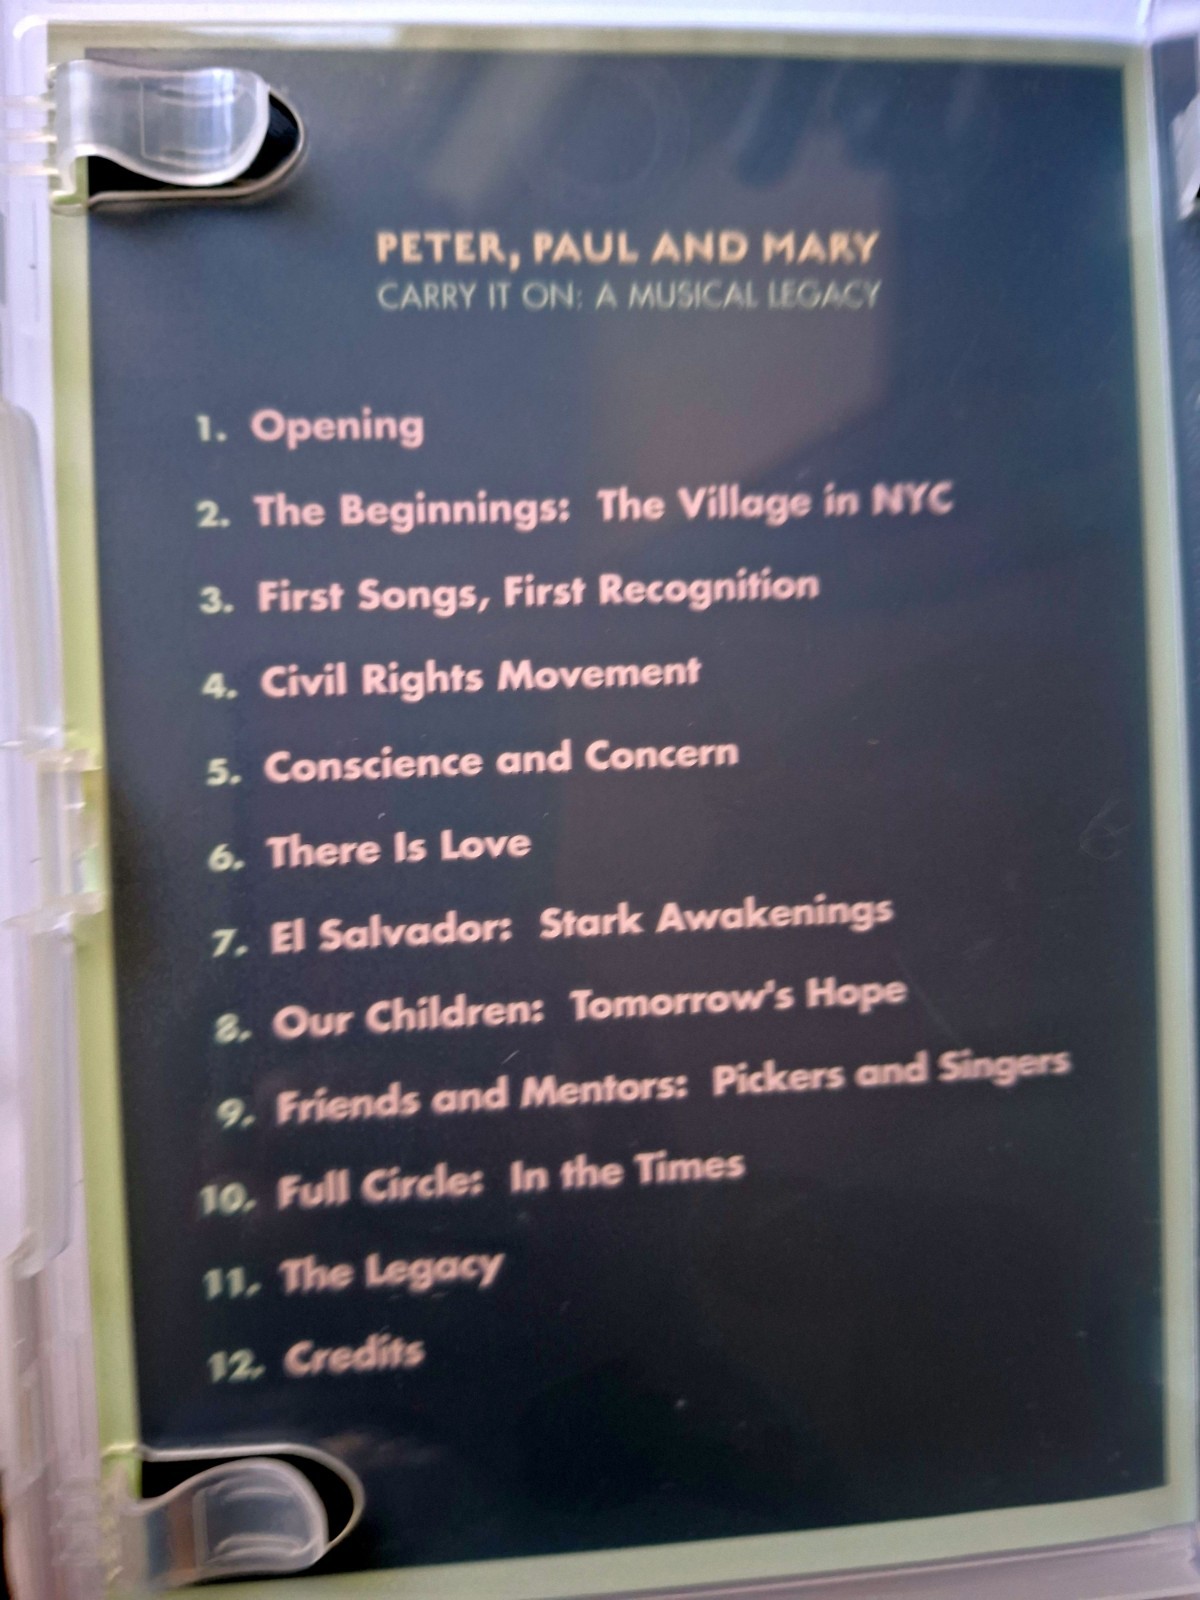 PETER, PAUL AND MARY
CARRY IT ON: A MUSICAL LEGACY
1. Opening
2. The Beginnings: The Village in NYC
3. First Songs, First Recognition
4. Civil Rights Movement
5. Conscience and Concern
6. There Is Love
7. El Salvador: Stark Awakenings
8. Our Children: Tomorrow's Hope
9. Friends and Mentors: Pickers and Singers
10. Full Circle: In the Times
11. The Legacy
12. Credits